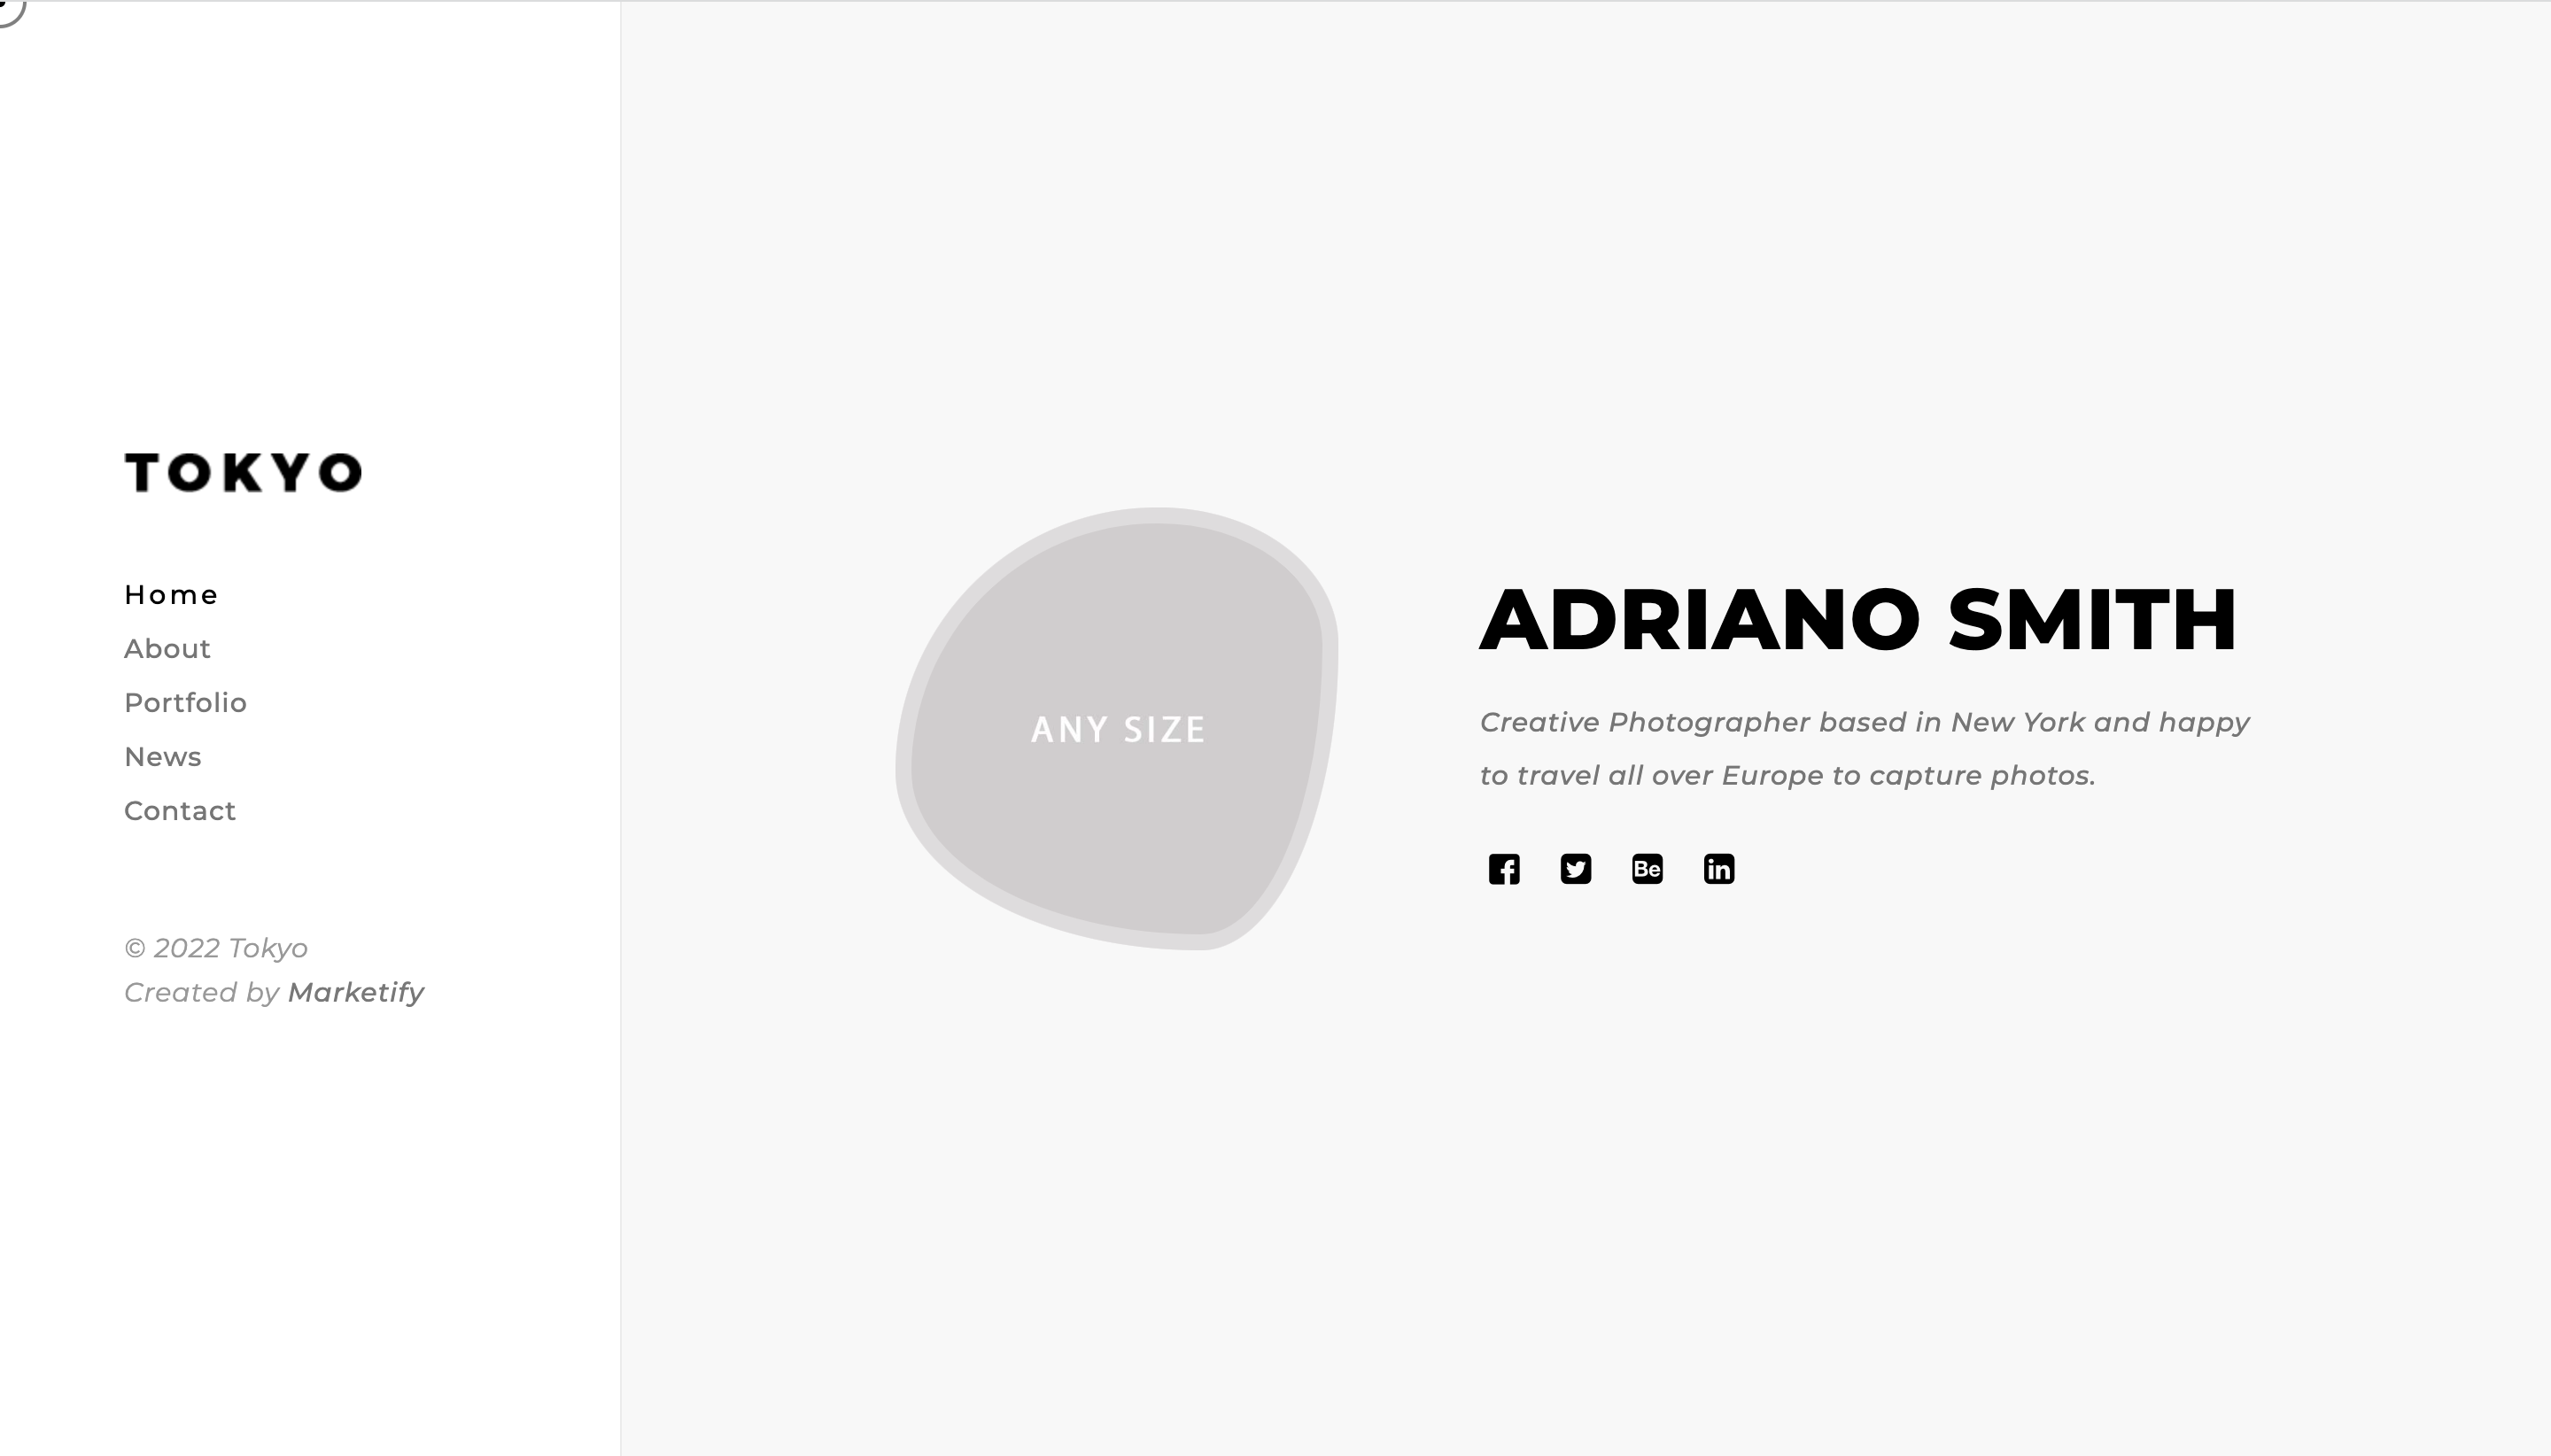 TOKYO
Home
About
Portfolio
News
Contact
© 2022 Tokyo
Created by Marketify
ANY SIZE
ADRIANO SMITH
Creative Photographer based in New York and happy
to travel all over Europe to capture photos.
f Be in